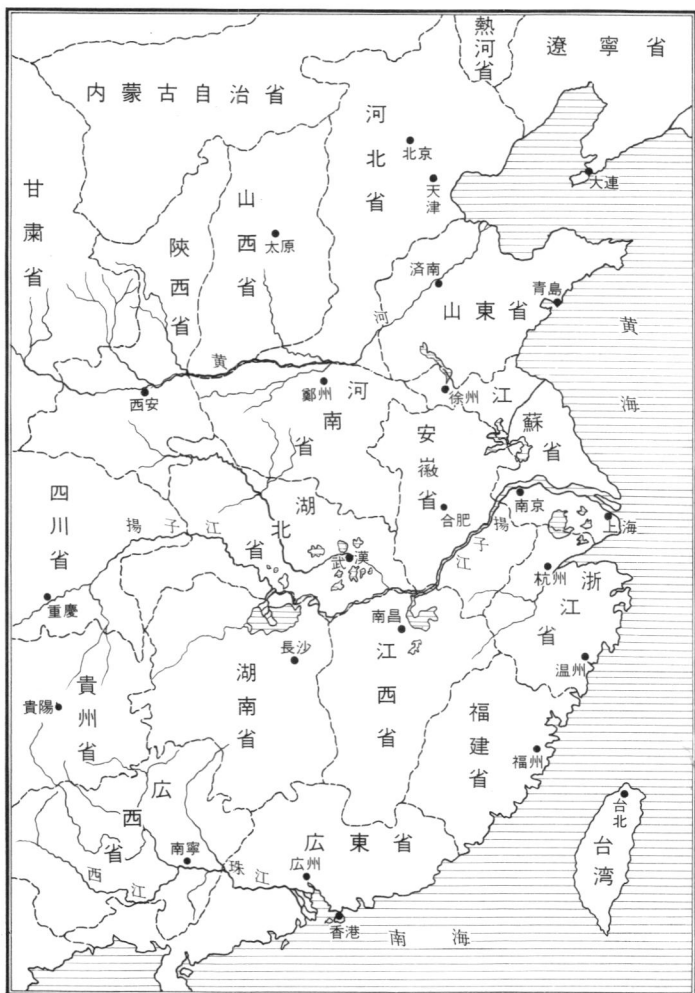 熱河省
遼寧省
内蒙古自治省
河北省
北京
天津
大連
甘粛省
山西省
太原
陝西省
済南
青島
山東省
黄海
黄河
西安
鄭州
河南省
徐州
江蘇省
安徽省
合肥
南京
上海
四川省
揚子江
湖北省
武漢
揚子江
杭州
浙江省
重慶
南昌
長沙
江西省
湖南省
温州
貴陽
貴州省
福建省
福州
広西省
広東省
台北
台湾
南寧
西江
珠江
広州
香港
南海